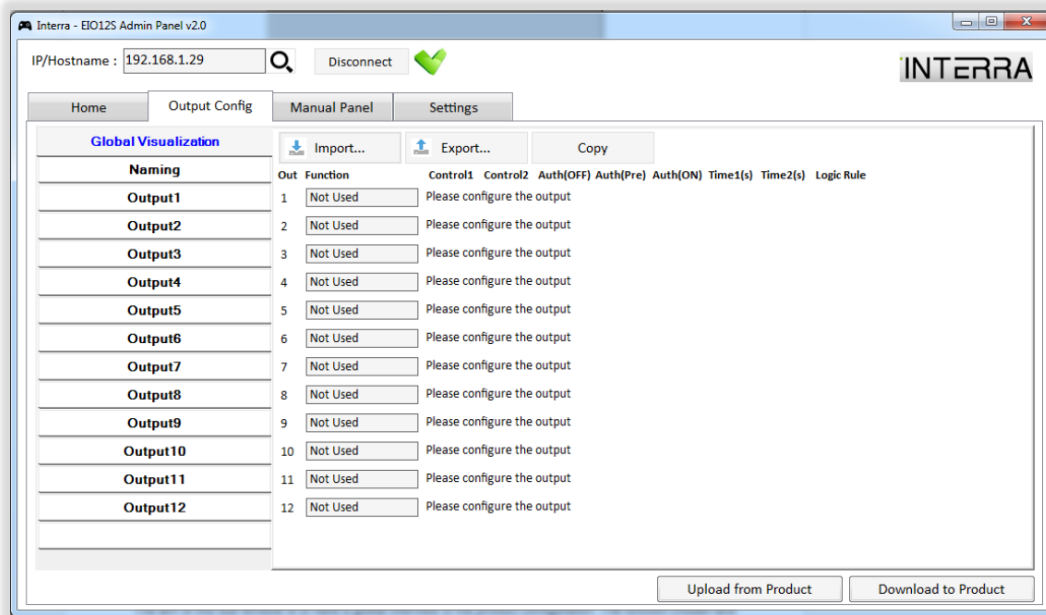 Interra - EIO12S Admin Panel v2.0
IP/Hostname : 192.168.1.29 Disconnect
INTERRA
Home Output Config Manual Panel Settings
Global Visualization
Naming
Output1
Output2
Output3
Output4
Output5
Output6
Output7
Output8
Output9
Output10
Output11
Output12
Import... Export... Copy
Out Function Control1 Control2 Auth(OFF) Auth(Pre) Auth(ON) Time1(s) Time2(s) Logic Rule
1 Not Used Please configure the output
2 Not Used Please configure the output
3 Not Used Please configure the output
4 Not Used Please configure the output
5 Not Used Please configure the output
6 Not Used Please configure the output
7 Not Used Please configure the output
8 Not Used Please configure the output
9 Not Used Please configure the output
10 Not Used Please configure the output
11 Not Used Please configure the output
12 Not Used Please configure the output
Upload from Product Download to Product